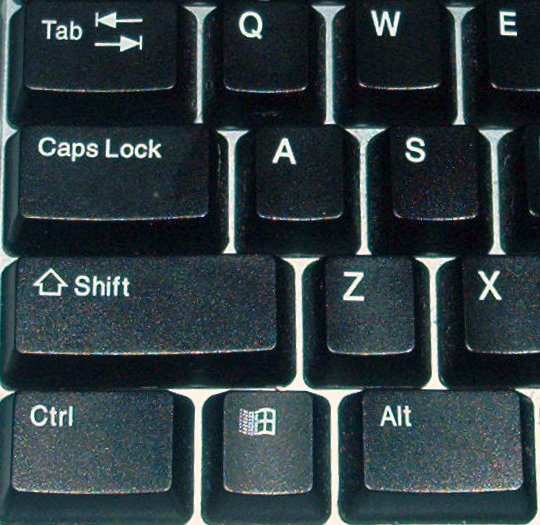 Tab Q W E
Caps Lock A S
Shift Z X
Ctrl Alt